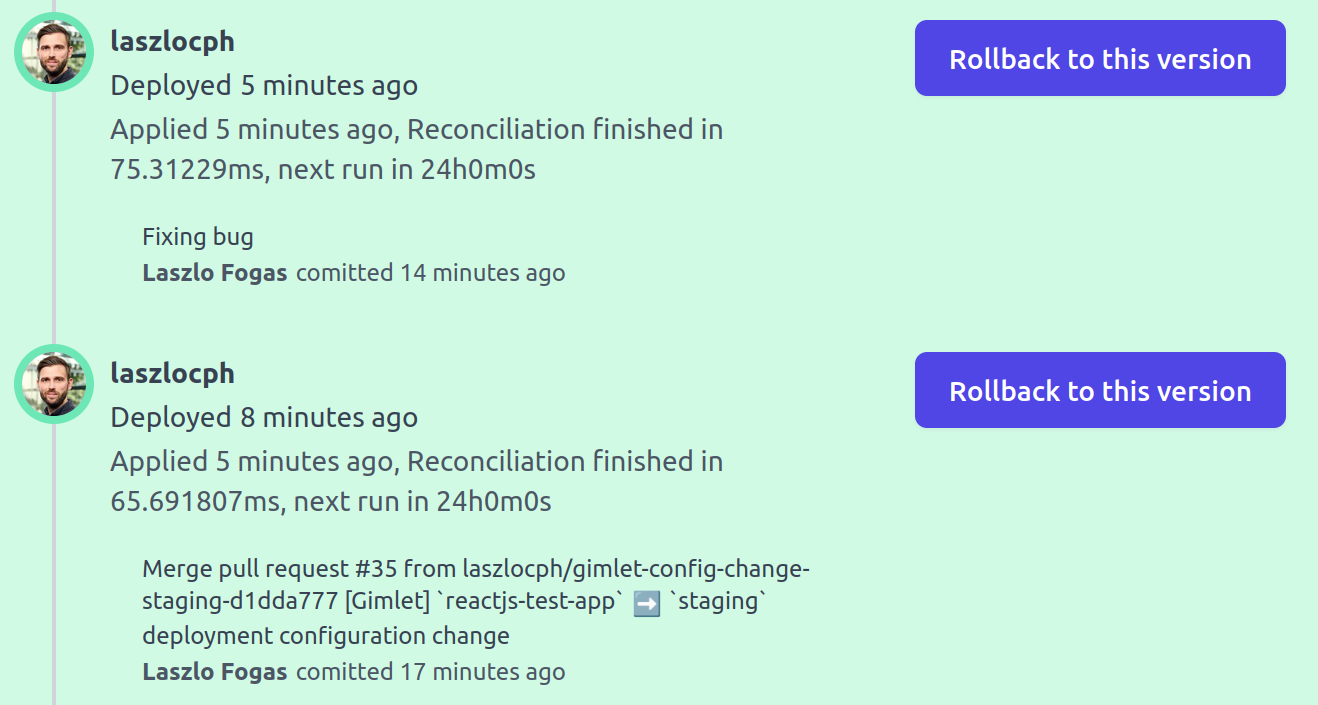 laszlocph
Rollback to this version
Deployed 5 minutes ago
Applied 5 minutes ago, Reconciliation finished in
75.31229ms, next run in 24h0m0s
Fixing bug
Laszlo Fogas comitted 14 minutes ago
laszlocph
Rollback to this version
Deployed 8 minutes ago
Applied 5 minutes ago, Reconciliation finished in
65.691807ms, next run in 24h0m0s
Merge pull request #35 from laszlocph/gimlet-config-change-
staging-d1dda777 [Gimlet] `reactjs-test-app` ➡️ `staging`
deployment configuration change
Laszlo Fogas comitted 17 minutes ago